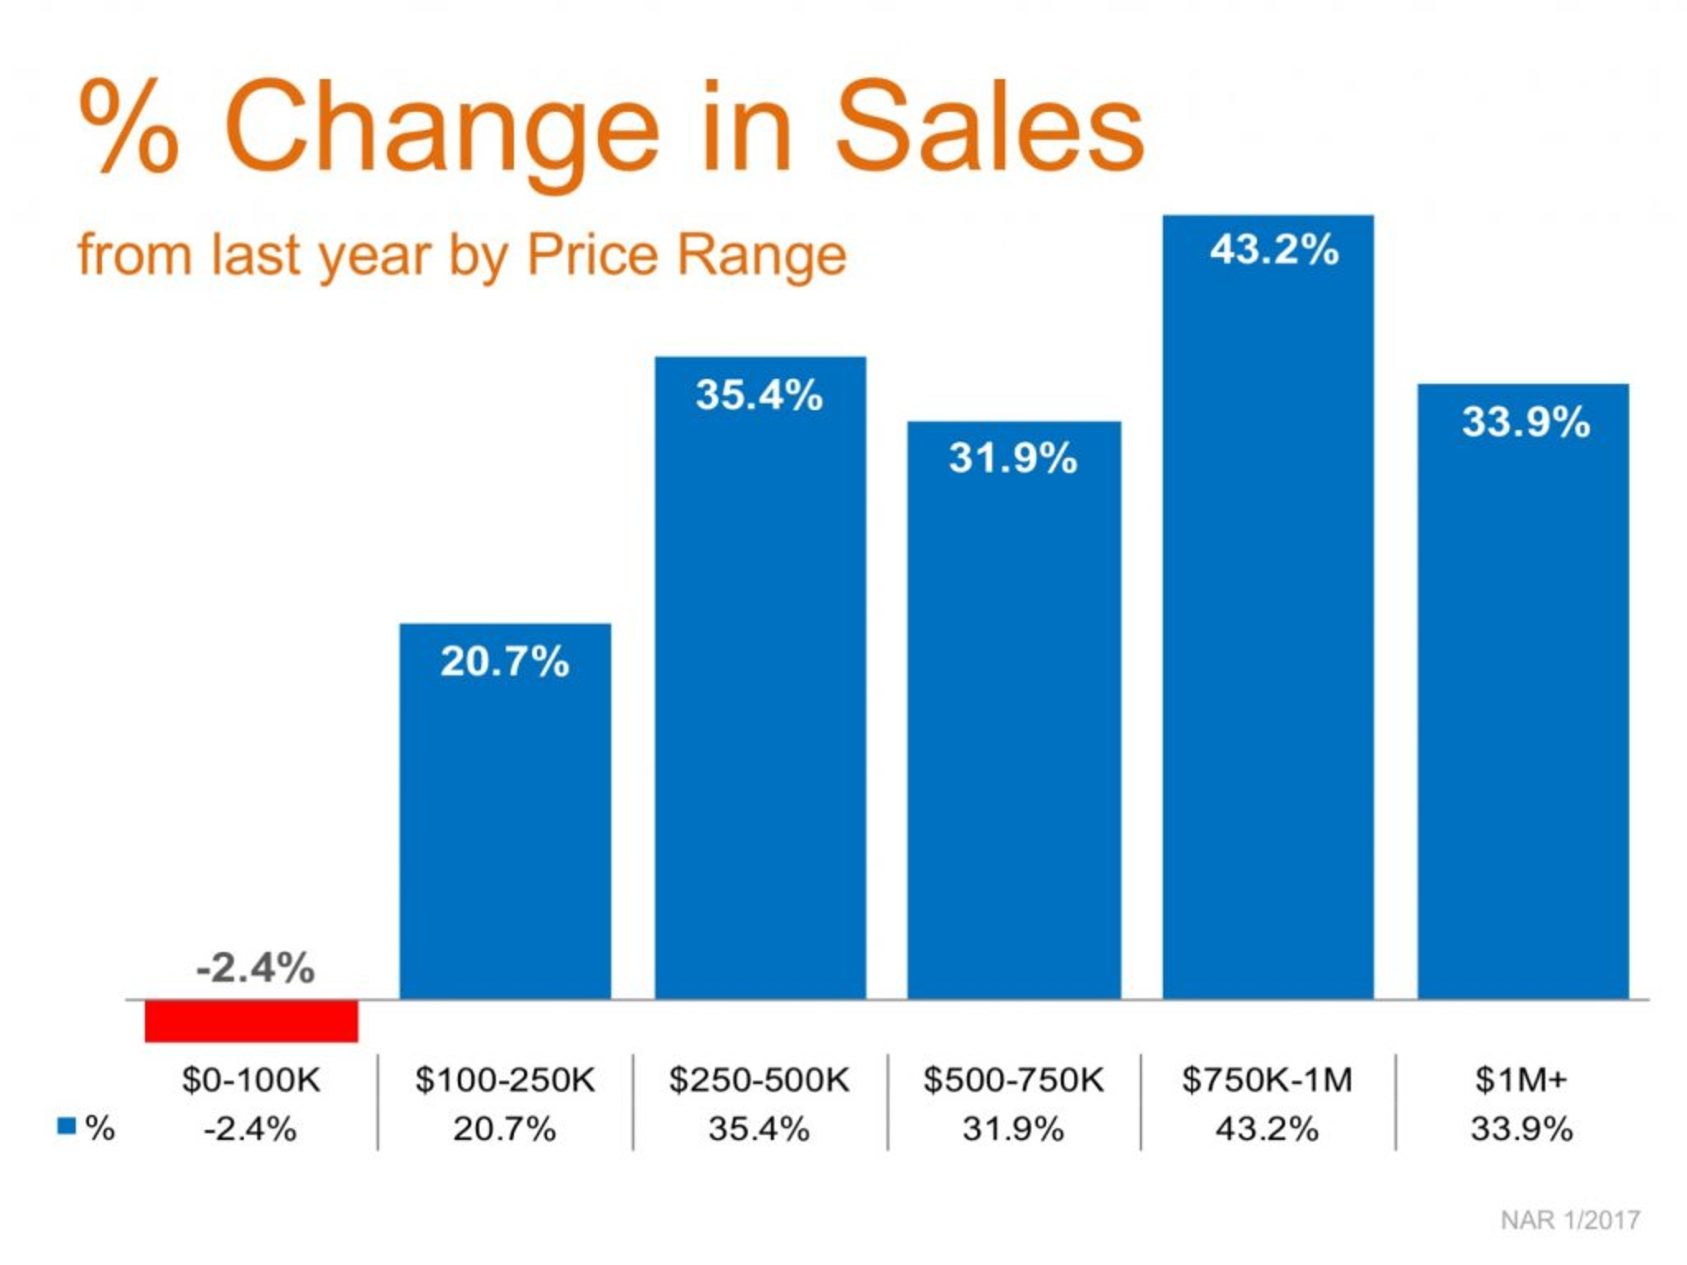 % Change in Sales
from last year by Price Range
-2.4%
20.7%
35.4%
31.9%
43.2%
33.9%
$0-100K $100-250K $250-500K $500-750K $750K-1M $1M+
% -2.4% 20.7% 35.4% 31.9% 43.2% 33.9%
NAR 1/2017